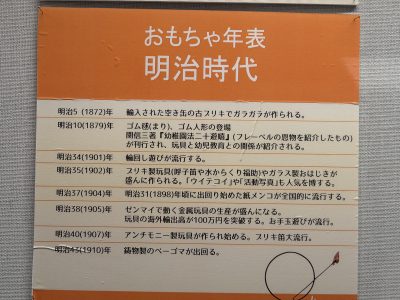 おもちゃ年表
明治時代
明治5 (1872)年 輸入された空き缶の古ブリキでガラガラが作られる。
明治10(1879)年 ゴム毬(まり)、ゴム人形の登場
関信三著『幼稚園法二十遊嬉』(フレーベルの恩物を紹介したもの)
が刊行され、玩具と幼児教育との関係が紹介される。
明治34(1901)年 輪回し遊びが流行する。
明治35(1902)年 ブリキ製玩具(呼子笛や水からくり福助)やガラス製おはじきが
盛んに作られる。「ウイテコイ」や「活動写真」も人気を博する。
明治37(1904)年 明治31(1898)年頃に出回り始めた紙メンコが全国的に流行する。
明治38(1905)年 ゼンマイで動く金属玩具の生産が盛んになる。
玩具の海外輸出高が100万円を突破する。お手玉遊びが流行。
明治40(1907)年 アンチモニー製玩具が作られ始める。ブリキ笛大流行。
明治43(1910)年 鋳物製のベーゴマが出回る。